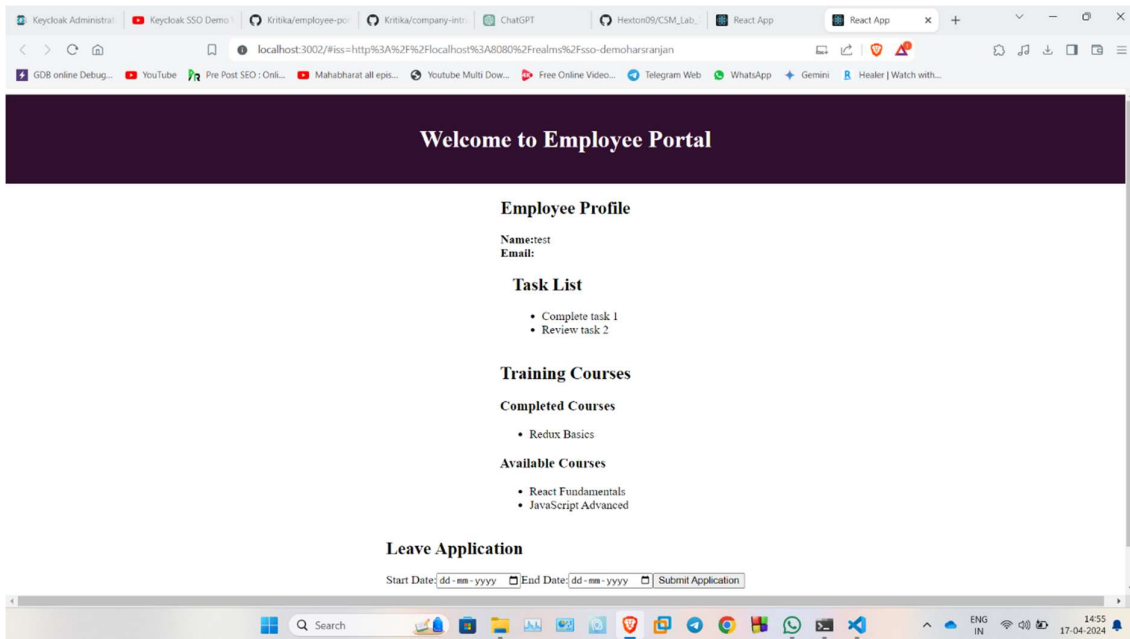 Keycloak Administrat
Keycloak SSO Demo
Kritika/employee-por
Kritika/company-intr
ChatGPT
Hexton09/CSM_Lab_
React App
React App
localhost:3002/#iss=http%3A%2F%2Flocalhost%3A8080%2Frealms%2Fsso-demoharsranjan
GDB online Debug...
YouTube
Pre Post SEO : Onli...
Mahabharat all epis...
Youtube Multi Dow...
Free Online Video...
Telegram Web
WhatsApp
Gemini
Healer | Watch with...
Welcome to Employee Portal
Employee Profile
Name:test
Email:
Task List
• Complete task 1
• Review task 2
Training Courses
Completed Courses
• Redux Basics
Available Courses
• React Fundamentals
• JavaScript Advanced
Leave Application
Start Date: dd-mm-yyyy End Date: dd-mm-yyyy Submit Application
Search
ENG
IN
14:55
17-04-2024